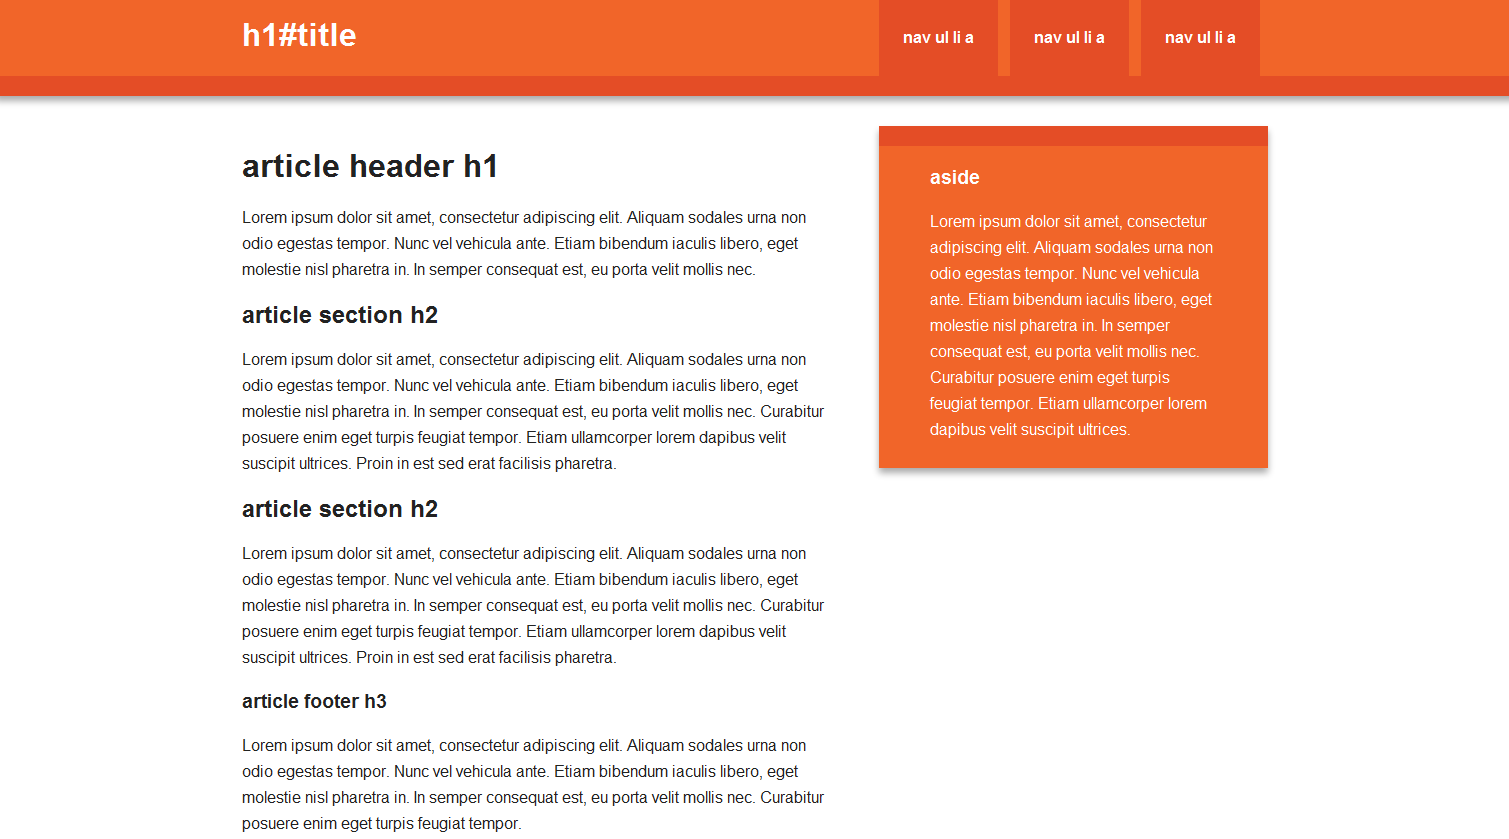 h1#title
nav ul li a
nav ul li a
nav ul li a
article header h1
Lorem ipsum dolor sit amet, consectetur adipiscing elit. Aliquam sodales urna non
odio egestas tempor. Nunc vel vehicula ante. Etiam bibendum iaculis libero, eget
molestie nisl pharetra in. In semper consequat est, eu porta velit mollis nec.
article section h2
Lorem ipsum dolor sit amet, consectetur adipiscing elit. Aliquam sodales urna non
odio egestas tempor. Nunc vel vehicula ante. Etiam bibendum iaculis libero, eget
molestie nisl pharetra in. In semper consequat est, eu porta velit mollis nec. Curabitur
posuere enim eget turpis feugiat tempor. Etiam ullamcorper lorem dapibus velit
suscipit ultrices. Proin in est sed erat facilisis pharetra.
article section h2
Lorem ipsum dolor sit amet, consectetur adipiscing elit. Aliquam sodales urna non
odio egestas tempor. Nunc vel vehicula ante. Etiam bibendum iaculis libero, eget
molestie nisl pharetra in. In semper consequat est, eu porta velit mollis nec. Curabitur
posuere enim eget turpis feugiat tempor. Etiam ullamcorper lorem dapibus velit
suscipit ultrices. Proin in est sed erat facilisis pharetra.
article footer h3
Lorem ipsum dolor sit amet, consectetur adipiscing elit. Aliquam sodales urna non
odio egestas tempor. Nunc vel vehicula ante. Etiam bibendum iaculis libero, eget
molestie nisl pharetra in. In semper consequat est, eu porta velit mollis nec. Curabitur
posuere enim eget turpis feugiat tempor.
aside
Lorem ipsum dolor sit amet, consectetur
adipiscing elit. Aliquam sodales urna non
odio egestas tempor. Nunc vel vehicula
ante. Etiam bibendum iaculis libero, eget
molestie nisl pharetra in. In semper
consequat est, eu porta velit mollis nec.
Curabitur posuere enim eget turpis
feugiat tempor. Etiam ullamcorper lorem
dapibus velit suscipit ultrices.